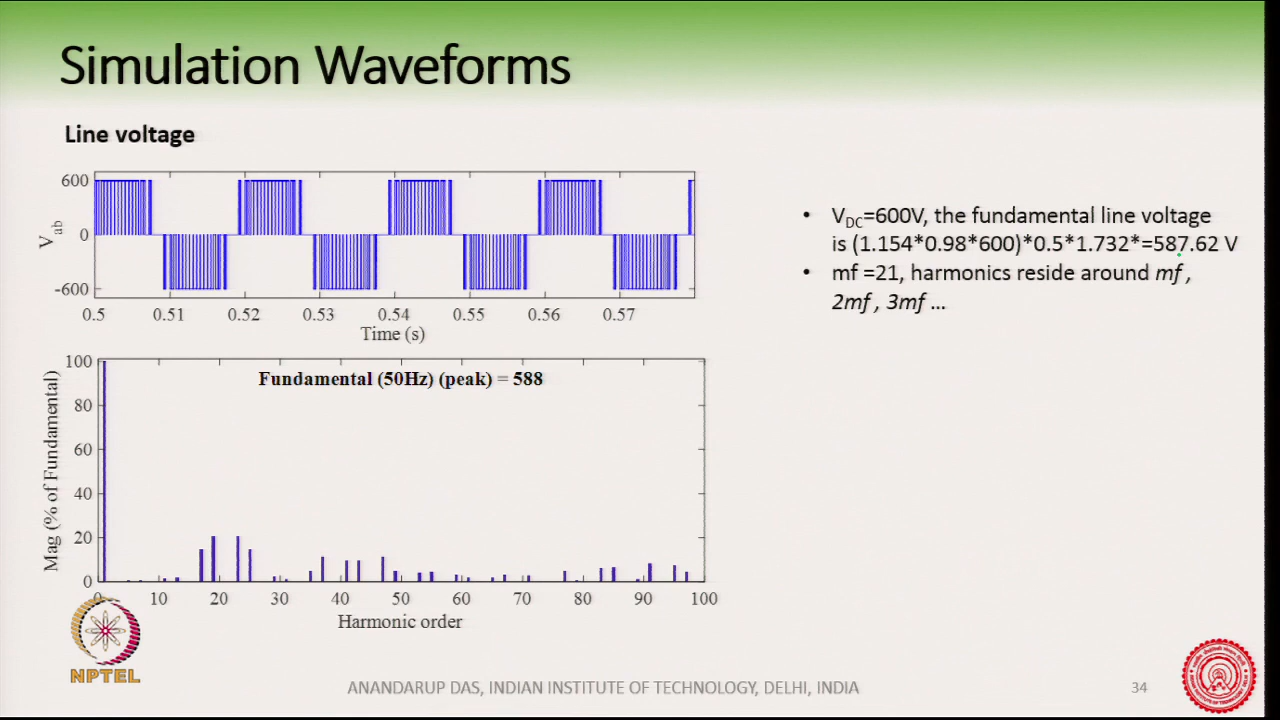 Simulation Waveforms
Line voltage
600
0
-600
V_ab
0.5 0.51 0.52 0.53 0.54 0.55 0.56 0.57
Time (s)
• V_DC=600V, the fundamental line voltage
is (1.154*0.98*600)*0.5*1.732*=587.62 V
• mf =21, harmonics reside around mf ,
2mf , 3mf ...
Fundamental (50Hz) (peak) = 588
100
80
60
40
20
0
Mag (% of Fundamental)
0 10 20 30 40 50 60 70 80 90 100
Harmonic order
NPTEL
ANANDARUP DAS, INDIAN INSTITUTE OF TECHNOLOGY, DELHI, INDIA
34